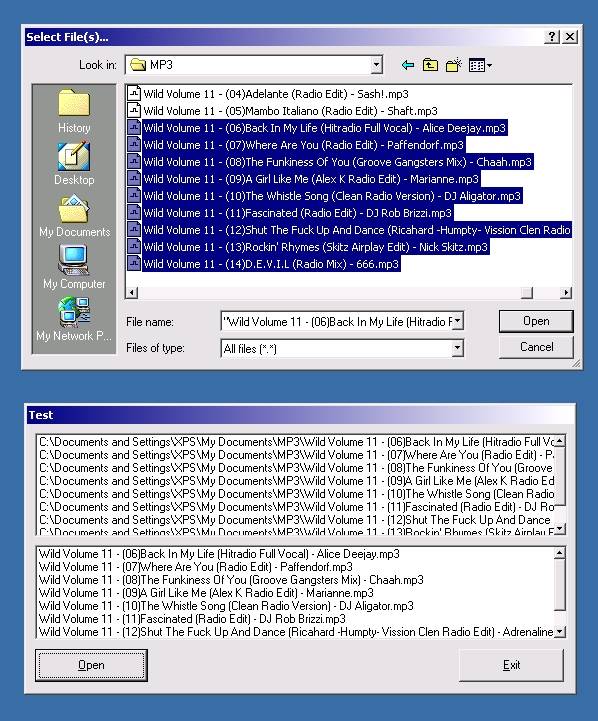 Select File(s)...
Look in: MP3
History
Desktop
My Documents
My Computer
My Network P...
Wild Volume 11 - (04)Adelante (Radio Edit) - Sash!.mp3
Wild Volume 11 - (05)Mambo Italiano (Radio Edit) - Shaft.mp3
Wild Volume 11 - (06)Back In My Life (Hitradio Full Vocal) - Alice Deejay.mp3
Wild Volume 11 - (07)Where Are You (Radio Edit) - Paffendorf.mp3
Wild Volume 11 - (08)The Funkiness Of You (Groove Gangsters Mix) - Chaah.mp3
Wild Volume 11 - (09)A Girl Like Me (Alex K Radio Edit) - Marianne.mp3
Wild Volume 11 - (10)The Whistle Song (Clean Radio Version) - DJ Aligator.mp3
Wild Volume 11 - (11)Fascinated (Radio Edit) - DJ Rob Brizzi.mp3
Wild Volume 11 - (12)Shut The Fuck Up And Dance (Ricahard -Humpty- Vission Clen Radio
Wild Volume 11 - (13)Rockin' Rhymes (Skitz Airplay Edit) - Nick Skitz.mp3
Wild Volume 11 - (14)D.E.V.I.L (Radio Mix) - 666.mp3
File name: "Wild Volume 11 - (06)Back In My Life (Hitradio F
Open
Files of type: All files (*.*)
Cancel
Test
C:\Documents and Settings\XPS\My Documents\MP3\Wild Volume 11 - (06)Back In My Life (Hitradio Full Vo
C:\Documents and Settings\XPS\My Documents\MP3\Wild Volume 11 - (07)Where Are You (Radio Edit) - P
C:\Documents and Settings\XPS\My Documents\MP3\Wild Volume 11 - (08)The Funkiness Of You (Groove
C:\Documents and Settings\XPS\My Documents\MP3\Wild Volume 11 - (09)A Girl Like Me (Alex K Radio Ed
C:\Documents and Settings\XPS\My Documents\MP3\Wild Volume 11 - (10)The Whistle Song (Clean Radio
C:\Documents and Settings\XPS\My Documents\MP3\Wild Volume 11 - (11)Fascinated (Radio Edit) - DJ Ro
C:\Documents and Settings\XPS\My Documents\MP3\Wild Volume 11 - (12)Shut The Fuck Up And Dance
C:\Documents and Settings\XPS\My Documents\MP3\Wild Volume 11 - (13)Rockin' Rhymes (Skitz Airplay E
Wild Volume 11 - (06)Back In My Life (Hitradio Full Vocal) - Alice Deejay.mp3
Wild Volume 11 - (07)Where Are You (Radio Edit) - Paffendorf.mp3
Wild Volume 11 - (08)The Funkiness Of You (Groove Gangsters Mix) - Chaah.mp3
Wild Volume 11 - (09)A Girl Like Me (Alex K Radio Edit) - Marianne.mp3
Wild Volume 11 - (10)The Whistle Song (Clean Radio Version) - DJ Aligator.mp3
Wild Volume 11 - (11)Fascinated (Radio Edit) - DJ Rob Brizzi.mp3
Wild Volume 11 - (12)Shut The Fuck Up And Dance (Ricahard -Humpty- Vission Clen Radio Edit) - Adrenaline
Open
Exit